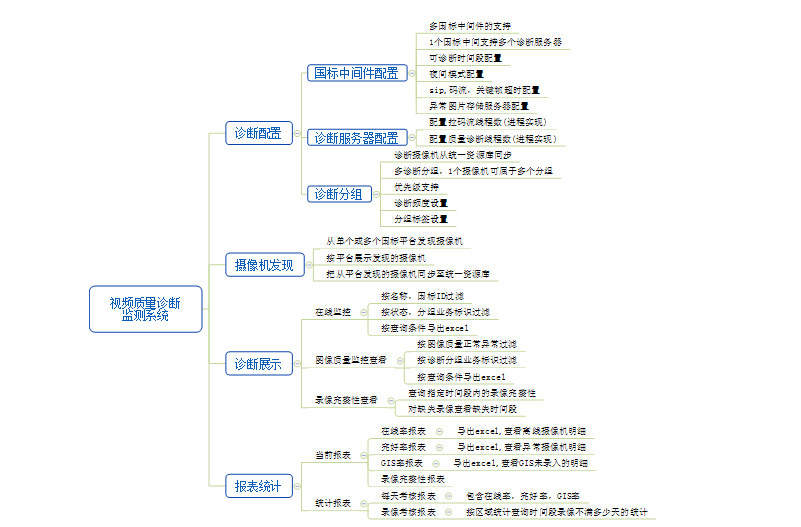 多国标中间件的支持
1个国标中间支持多个诊断服务器
可诊断时间段配置
国标中间件配置
夜间模式配置
sip,码流，关键帧超时配置
异常图片存储服务器配置
诊断配置
配置拉码流线程数(进程实现)
诊断服务器配置
配置质量诊断线程数(进程实现)
诊断摄像机从统一资源库同步
多诊断分组，1个摄像机可属于多个分组
诊断分组
优先级支持
诊断频度设置
分组标签设置
从单个或多个国标平台发现摄像机
摄像机发现
按平台展示发现的摄像机
把从平台发现的摄像机同步至统一资源库
视频质量诊断
监测系统
按名称，国标ID过滤
在线监控
按状态，分组业务标识过滤
按查询条件导出excel
诊断展示
按图像质量正常异常过滤
图像质量监控查看
按诊断分组业务标识过滤
按查询条件导出excel
录像完整性查看
查询指定时间段内的录像完整性
对缺失录像查看缺失时间段
报表统计
当前报表
在线率报表
导出excel,查看离线摄像机明细
完好率报表
导出excel,查看异常摄像机明细
GIS率报表
导出excel,查看GIS未录入的明细
录像完整性报表
统计报表
每天考核报表
包含在线率，完好率，GIS率
录像考核报表
按区域统计查询时间段录像不满多少天的统计